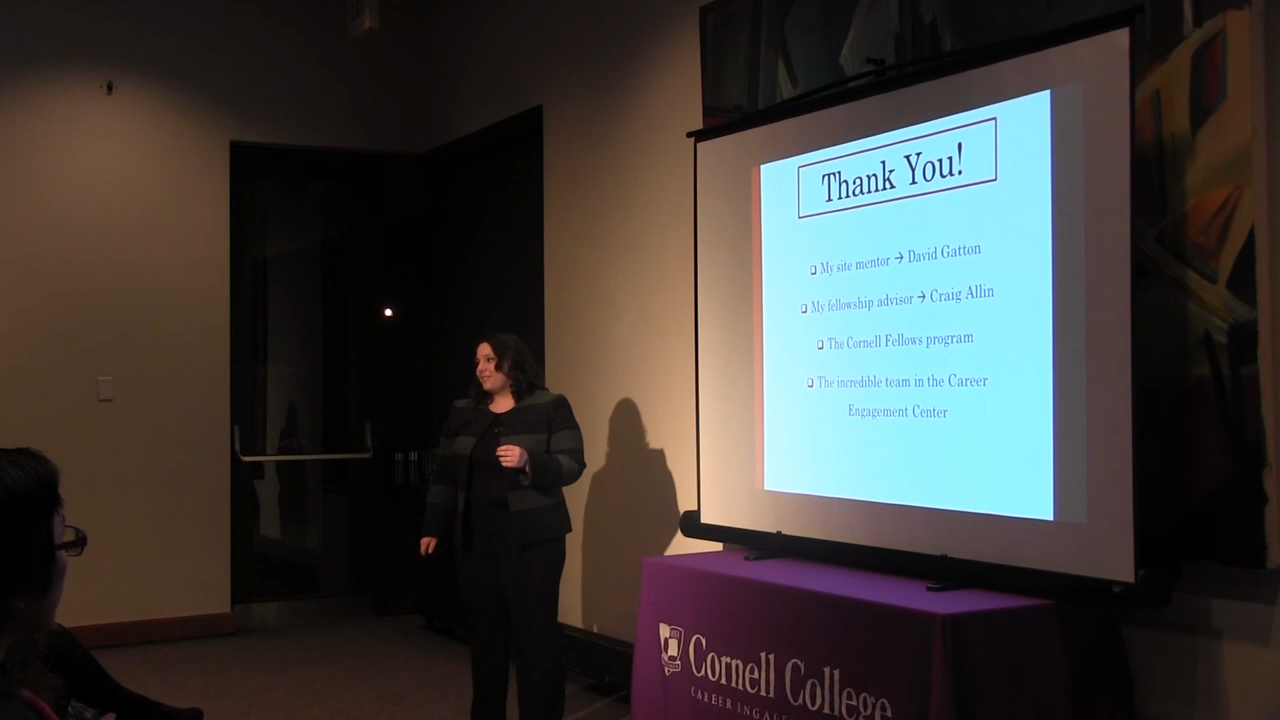 Thank You!
❑ My site mentor → David Gatton
❑ My fellowship advisor → Craig Allin
❑ The Cornell Fellows program
❑ The incredible team in the Career
Engagement Center
Cornell College
CAREER